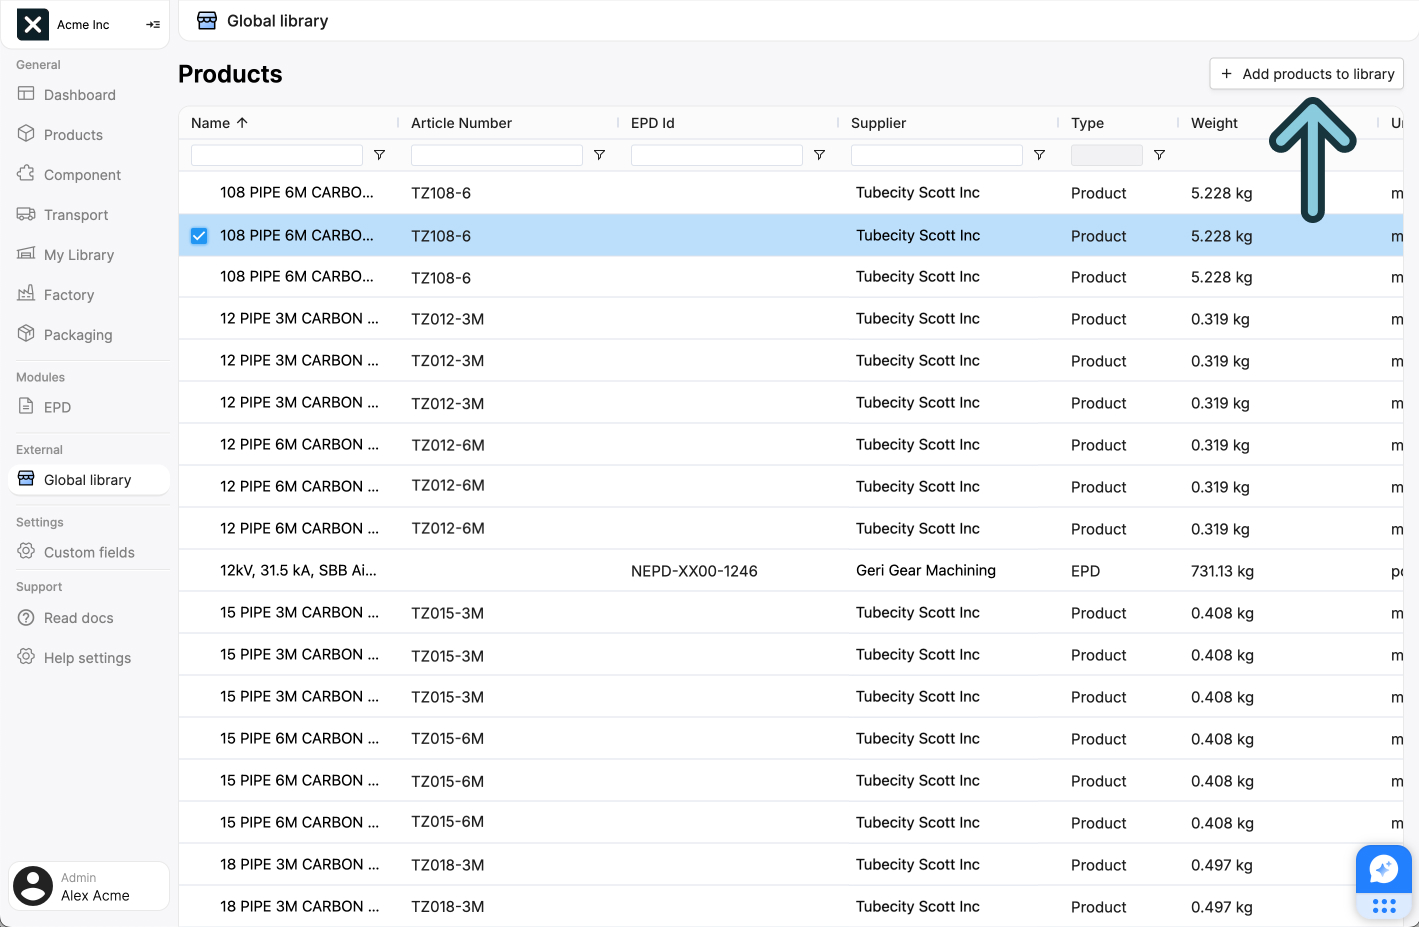 Acme Inc
Global library
General
Dashboard
Products
Component
Transport
My Library
Factory
Packaging
Modules
EPD
External
Global library
Settings
Custom fields
Support
Read docs
Help settings
Admin
Alex Acme
Products
+ Add products to library
Name ↑ Article Number EPD Id Supplier Type Weight
108 PIPE 6M CARBO... TZ108-6 Tubecity Scott Inc Product 5.228 kg m
108 PIPE 6M CARBO... TZ108-6 Tubecity Scott Inc Product 5.228 kg m
108 PIPE 6M CARBO... TZ108-6 Tubecity Scott Inc Product 5.228 kg m
12 PIPE 3M CARBON ... TZ012-3M Tubecity Scott Inc Product 0.319 kg m
12 PIPE 3M CARBON ... TZ012-3M Tubecity Scott Inc Product 0.319 kg m
12 PIPE 3M CARBON ... TZ012-3M Tubecity Scott Inc Product 0.319 kg m
12 PIPE 6M CARBON ... TZ012-6M Tubecity Scott Inc Product 0.319 kg m
12 PIPE 6M CARBON ... TZ012-6M Tubecity Scott Inc Product 0.319 kg m
12 PIPE 6M CARBON ... TZ012-6M Tubecity Scott Inc Product 0.319 kg m
12kV, 31.5 kA, SBB Ai... NEPD-XX00-1246 Geri Gear Machining EPD 731.13 kg
15 PIPE 3M CARBON ... TZ015-3M Tubecity Scott Inc Product 0.408 kg m
15 PIPE 3M CARBON ... TZ015-3M Tubecity Scott Inc Product 0.408 kg m
15 PIPE 3M CARBON ... TZ015-3M Tubecity Scott Inc Product 0.408 kg m
15 PIPE 6M CARBON ... TZ015-6M Tubecity Scott Inc Product 0.408 kg m
15 PIPE 6M CARBON ... TZ015-6M Tubecity Scott Inc Product 0.408 kg m
15 PIPE 6M CARBON ... TZ015-6M Tubecity Scott Inc Product 0.408 kg m
18 PIPE 3M CARBON ... TZ018-3M Tubecity Scott Inc Product 0.497 kg m
18 PIPE 3M CARBON ... TZ018-3M Tubecity Scott Inc Product 0.497 kg m